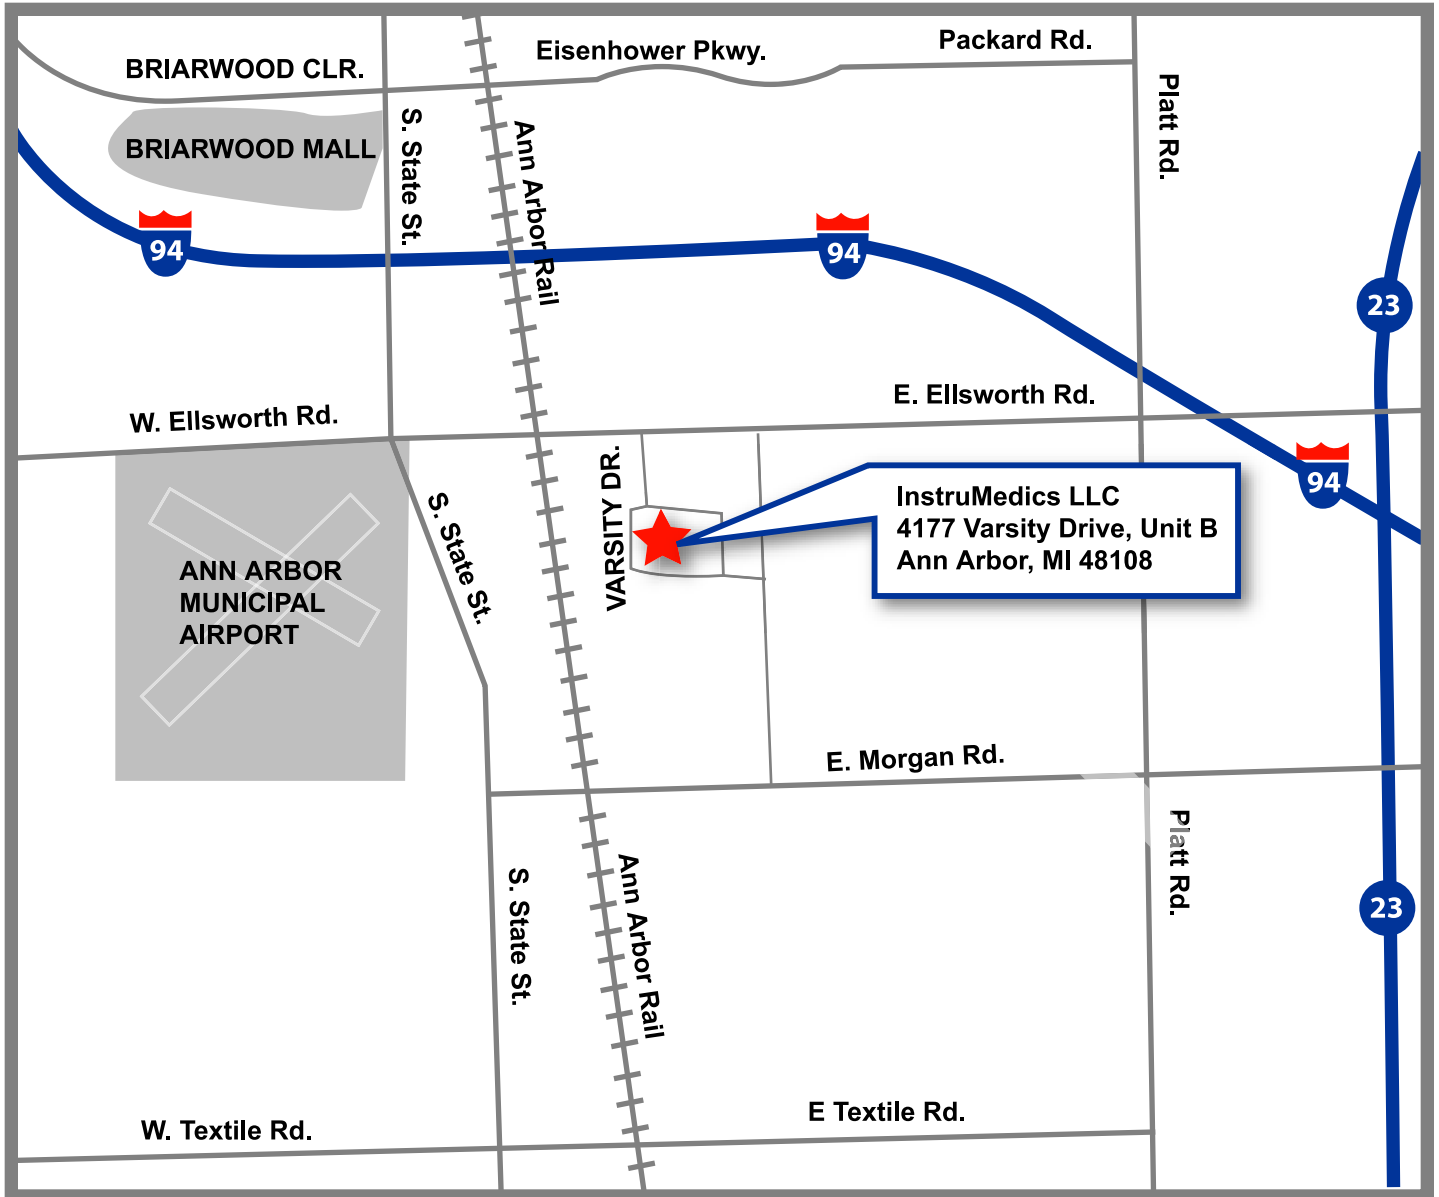 Eisenhower Pkwy.
Packard Rd.
BRIARWOOD CLR.
BRIARWOOD MALL
S. State St.
Ann Arbor Rail
Platt Rd.
94
94
23
W. Ellsworth Rd.
E. Ellsworth Rd.
VARSITY DR.
S. State St.
94
InstruMedics LLC
4177 Varsity Drive, Unit B
Ann Arbor, MI 48108
ANN ARBOR
MUNICIPAL
AIRPORT
E. Morgan Rd.
Platt Rd.
Ann Arbor Rail
S. State St.
23
E Textile Rd.
W. Textile Rd.